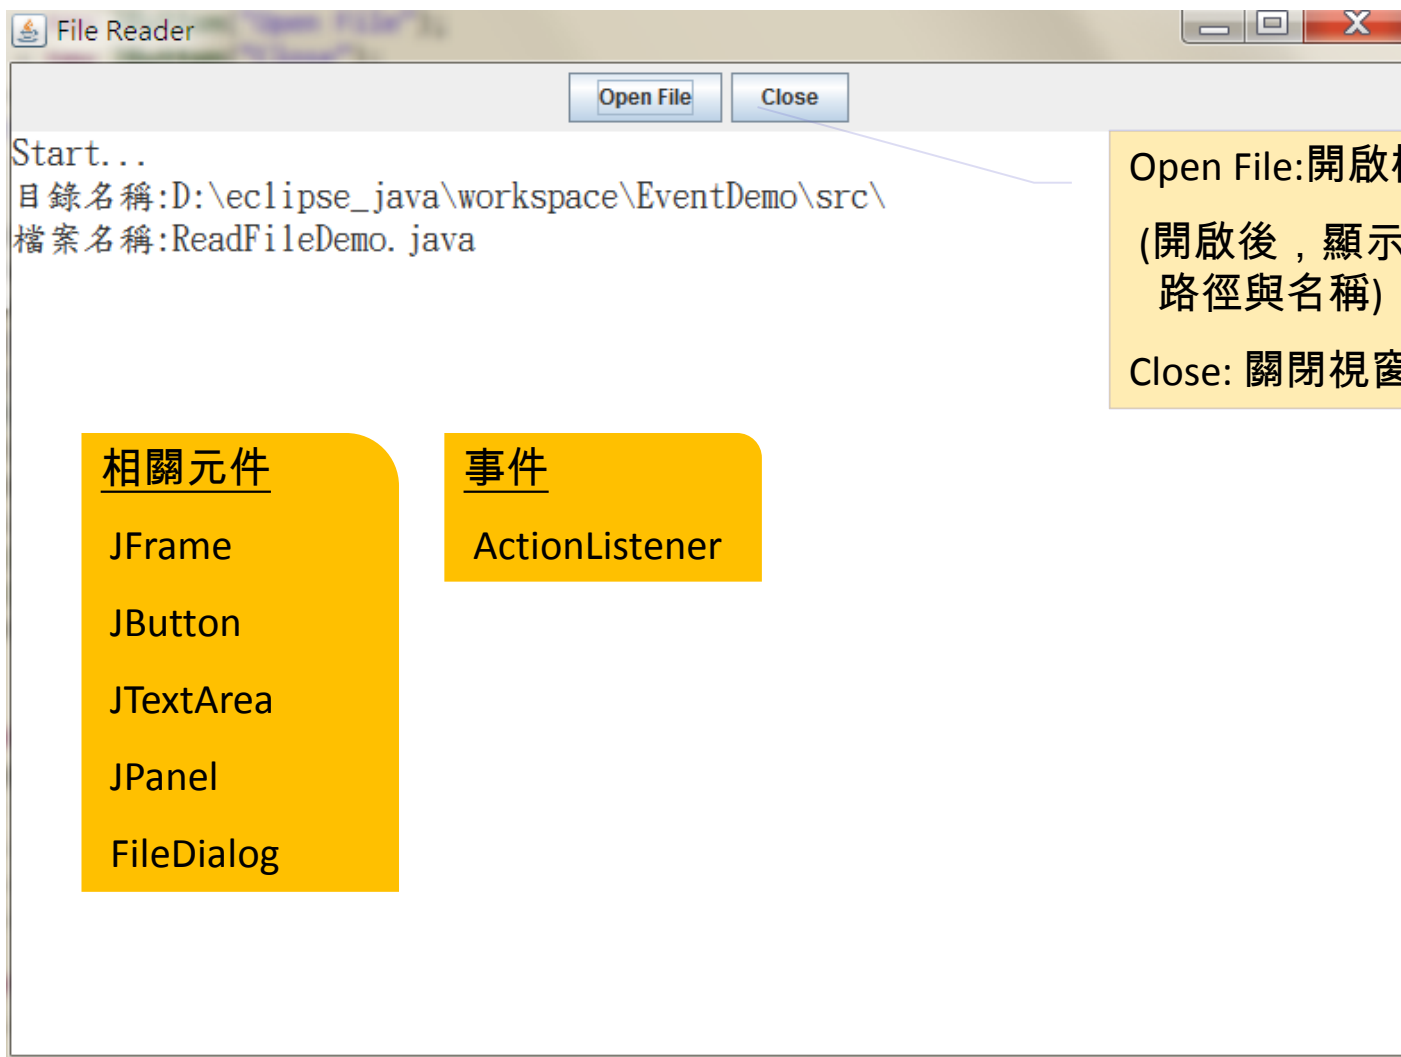 File Reader
Open File
Close
Start...
目錄名稱:D:\eclipse_java\workspace\EventDemo\src\
檔案名稱:ReadFileDemo.java
Open File:開啟
(開啟後，顯示
路徑與名稱)
Close: 關閉視窗
相關元件
JFrame
JButton
JTextArea
JPanel
FileDialog
事件
ActionListener